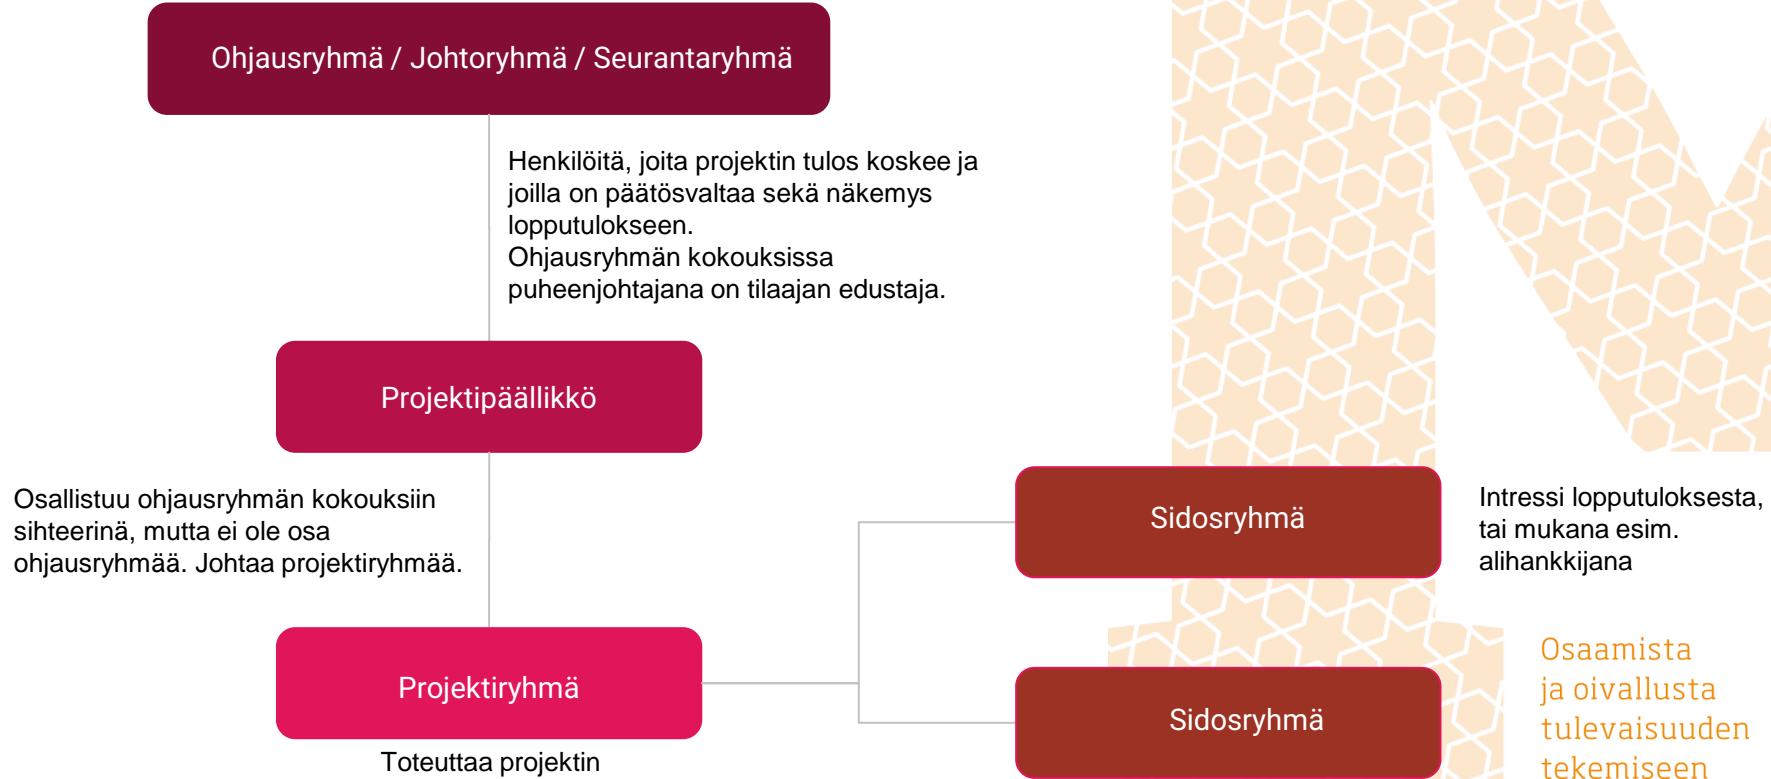 Ohjausryhmä / Johtoryhmä / Seurantaryhmä
Henkilöitä, joita projektin tulos koskee ja
joilla on päätösvaltaa sekä näkemys
lopputulokseen.
Ohjausryhmän kokouksissa
puheenjohtajana on tilaajan edustaja.
Projektipäällikkö
Osallistuu ohjausryhmän kokouksiin
sihteerinä, mutta ei ole osa
ohjausryhmää. Johtaa projektiryhmää.
Sidosryhmä
Intressi lopputuloksesta,
tai mukana esim.
alihankkijana
Projektiryhmä
Toteuttaa projektin
Sidosryhmä
Osaamista
ja oivallusta
tulevaisuuden
tekemiseen